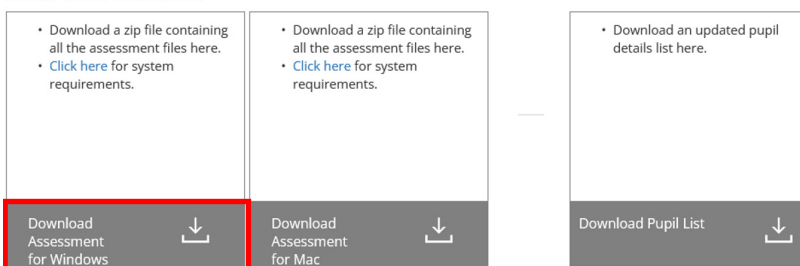 • Download a zip file containing
all the assessment files here.
• Click here for system
requirements.
Download
Assessment
for Windows
• Download a zip file containing
all the assessment files here.
• Click here for system
requirements.
Download
Assessment
for Mac
• Download an updated pupil
details list here.
Download Pupil List